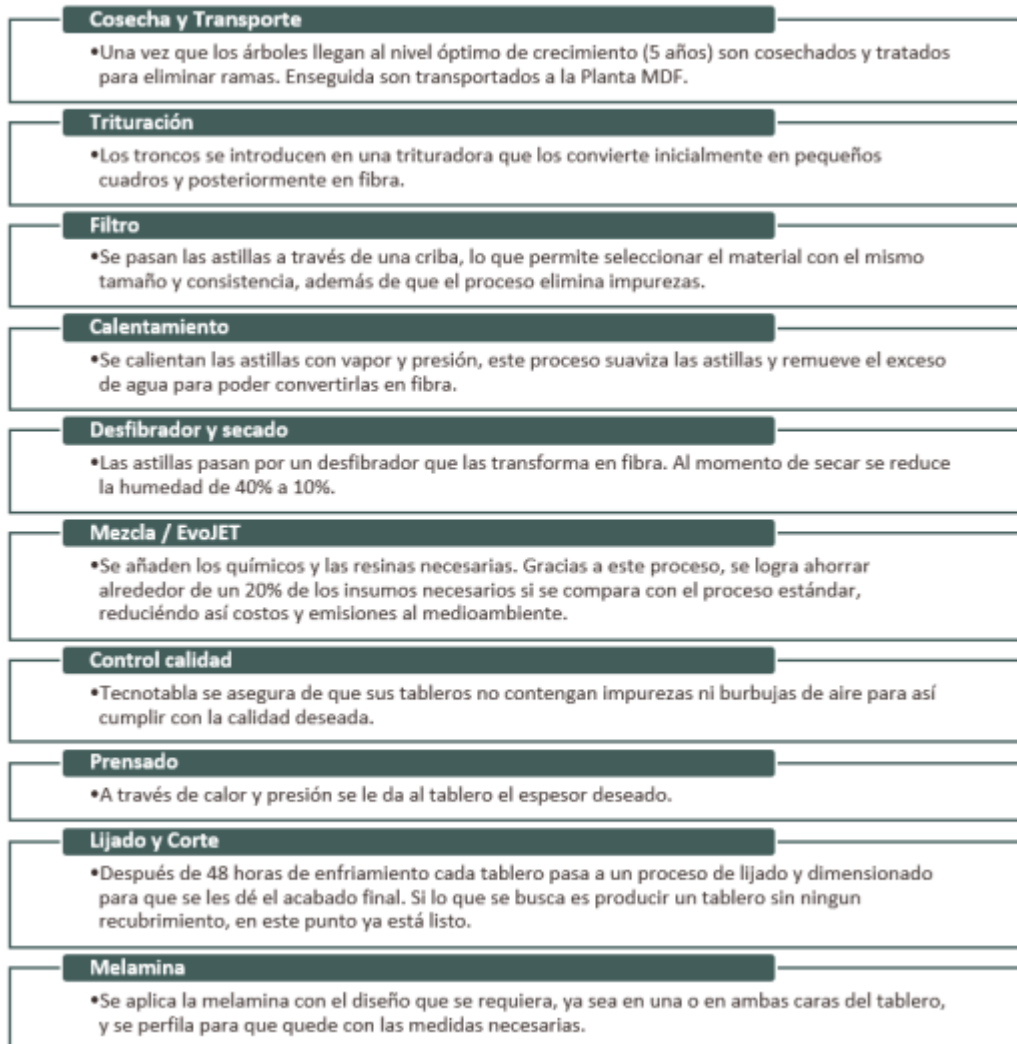 Cosecha y Transporte
•Una vez que los árboles llegan al nivel óptimo de crecimiento (5 años) son cosechados y tratados
para eliminar ramas. Enseguida son transportados a la Planta MDF.
Trituración
•Los troncos se introducen en una trituradora que los convierte inicialmente en pequeños
cuadros y posteriormente en fibra.
Filtro
•Se pasan las astillas a través de una criba, lo que permite seleccionar el material con el mismo
tamaño y consistencia, además de que el proceso elimina impurezas.
Calentamiento
•Se calientan las astillas con vapor y presión, este proceso suaviza las astillas y remueve el exceso
de agua para poder convertirlas en fibra.
Desfibrador y secado
•Las astillas pasan por un desfibrador que las transforma en fibra. Al momento de secar se reduce
la humedad de 40% a 10%.
Mezcla / EvoJET
•Se añaden los químicos y las resinas necesarias. Gracias a este proceso, se logra ahorrar
alrededor de un 20% de los insumos necesarios si se compara con el proceso estándar,
reduciéndo así costos y emisiones al medioambiente.
Control calidad
•Tecnotabla se asegura de que sus tableros no contengan impurezas ni burbujas de aire para así
cumplir con la calidad deseada.
Prensado
•A través de calor y presión se le da al tablero el espesor deseado.
Lijado y Corte
•Después de 48 horas de enfriamiento cada tablero pasa a un proceso de lijado y dimensionado
para que se les dé el acabado final. Si lo que se busca es producir un tablero sin ningun
recubrimiento, en este punto ya está listo.
Melamina
•Se aplica la melamina con el diseño que se requiera, ya sea en una o en ambas caras del tablero,
y se perfila para que quede con las medidas necesarias.